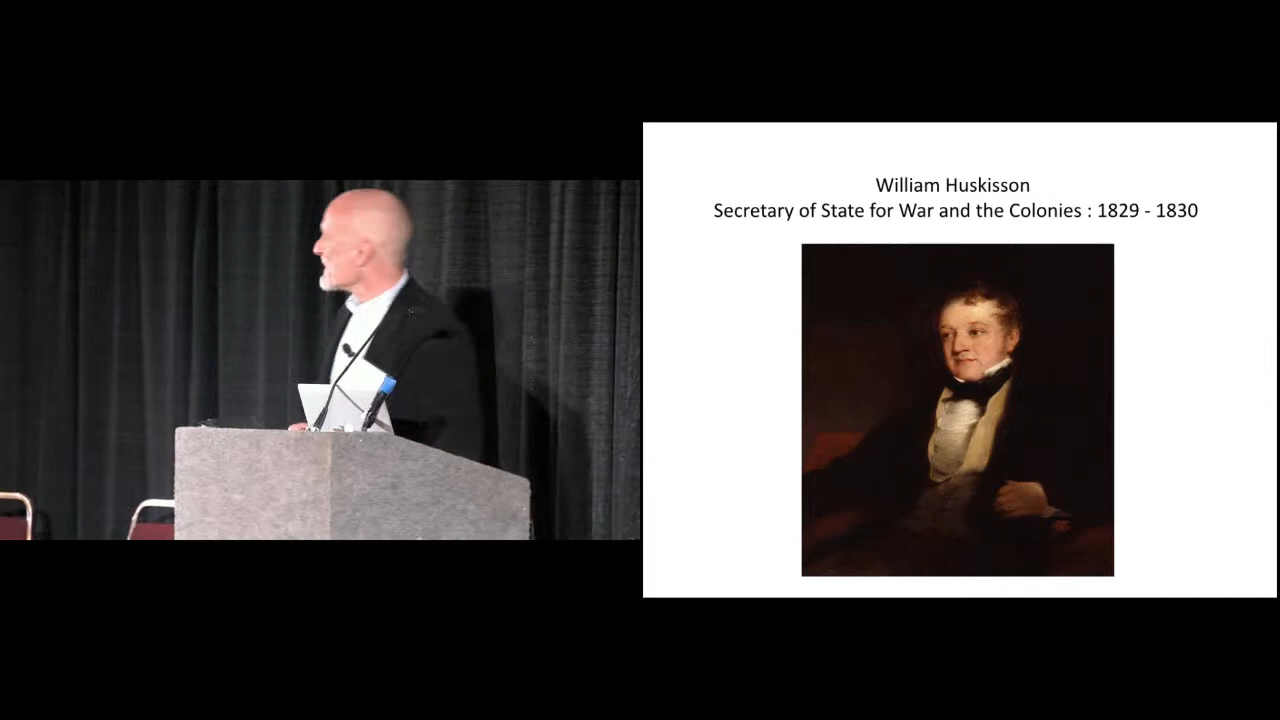 William Huskisson
Secretary of State for War and the Colonies : 1829 - 1830